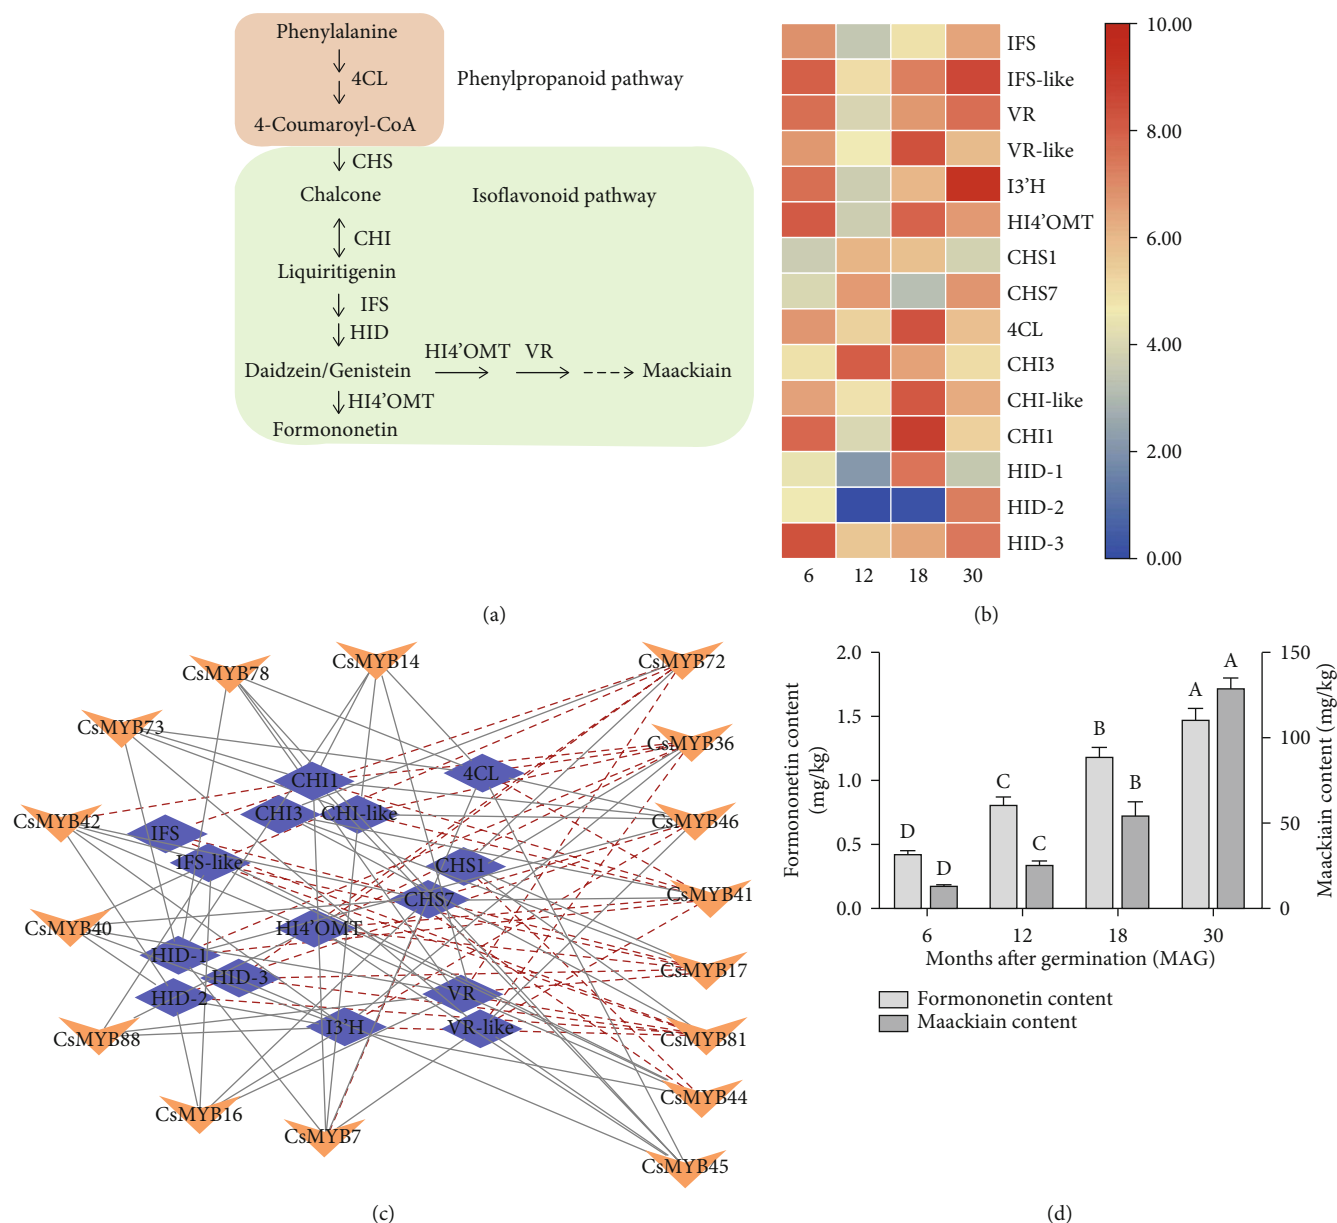 Phenylalanine
4CL
Phenylpropanoid pathway
4-Coumaroyl-CoA
CHS
Chalcone
Isoflavonoid pathway
CHI
Liquiritigenin
IFS
HID
HI4'OMT
VR
Daidzein/Genistein
Maackiain
HI4'OMT
Formononetin
(a)
IFS
IFS-like
VR
VR-like
I3'H
HI4'OMT
CHS1
CHS7
4CL
CHI3
CHI-like
CHI1
HID-1
HID-2
HID-3
6 12 18 30
10.00
8.00
6.00
4.00
2.00
0.00
(b)
CsMYB78
CsMYB14
CsMYB72
CsMYB73
CsMYB36
CHI1
4CL
CHI3
CHI-like
CsMYB42
CsMYB46
IFS
IFS-like
CHS1
CHS7
CsMYB41
HI4'OMT
CsMYB40
HID-1
HID-3
CsMYB17
HID-2
VR
I3'H
VR-like
CsMYB88
CsMYB81
CsMYB44
CsMYB16
CsMYB7
CsMYB45
(c)
Formononetin content
(mg/kg)
2.0
1.5
1.0
0.5
0.0
D
D
C
C
B
B
A
A
150
100
50
0
Maackiain content (mg/kg)
6 12 18 30
Months after germination (MAG)
Formononetin content
Maackiain content
(d)